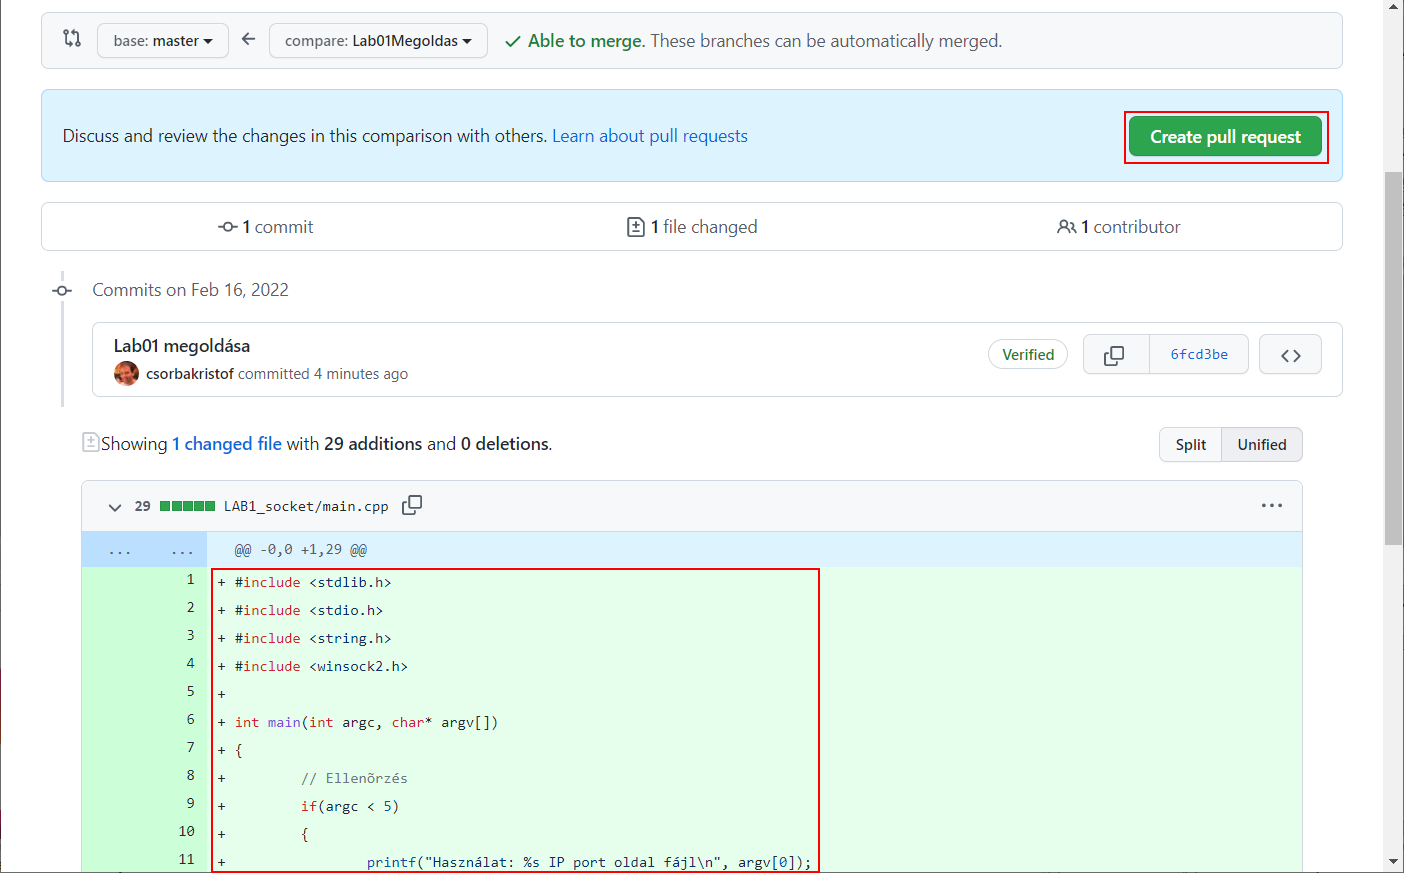 base: master compare: Lab01Megoldas Able to merge. These branches can be automatically merged.
Discuss and review the changes in this comparison with others. Learn about pull requests
Create pull request
1 commit 1 file changed 1 contributor
Commits on Feb 16, 2022
Lab01 megoldása
csorbakristof committed 4 minutes ago
Verified 6fcd3be
Showing 1 changed file with 29 additions and 0 deletions.
Split Unified
29 LAB1_socket/main.cpp
... ... @@ -0,0 +1,29 @@
1 + #include <stdlib.h>
2 + #include <stdio.h>
3 + #include <string.h>
4 + #include <winsock2.h>
5 +
6 + int main(int argc, char* argv[])
7 + {
8 + // Ellenõrzés
9 + if(argc < 5)
10 + {
11 + printf("Használat: %s IP port oldal fájl\n", argv[0]);